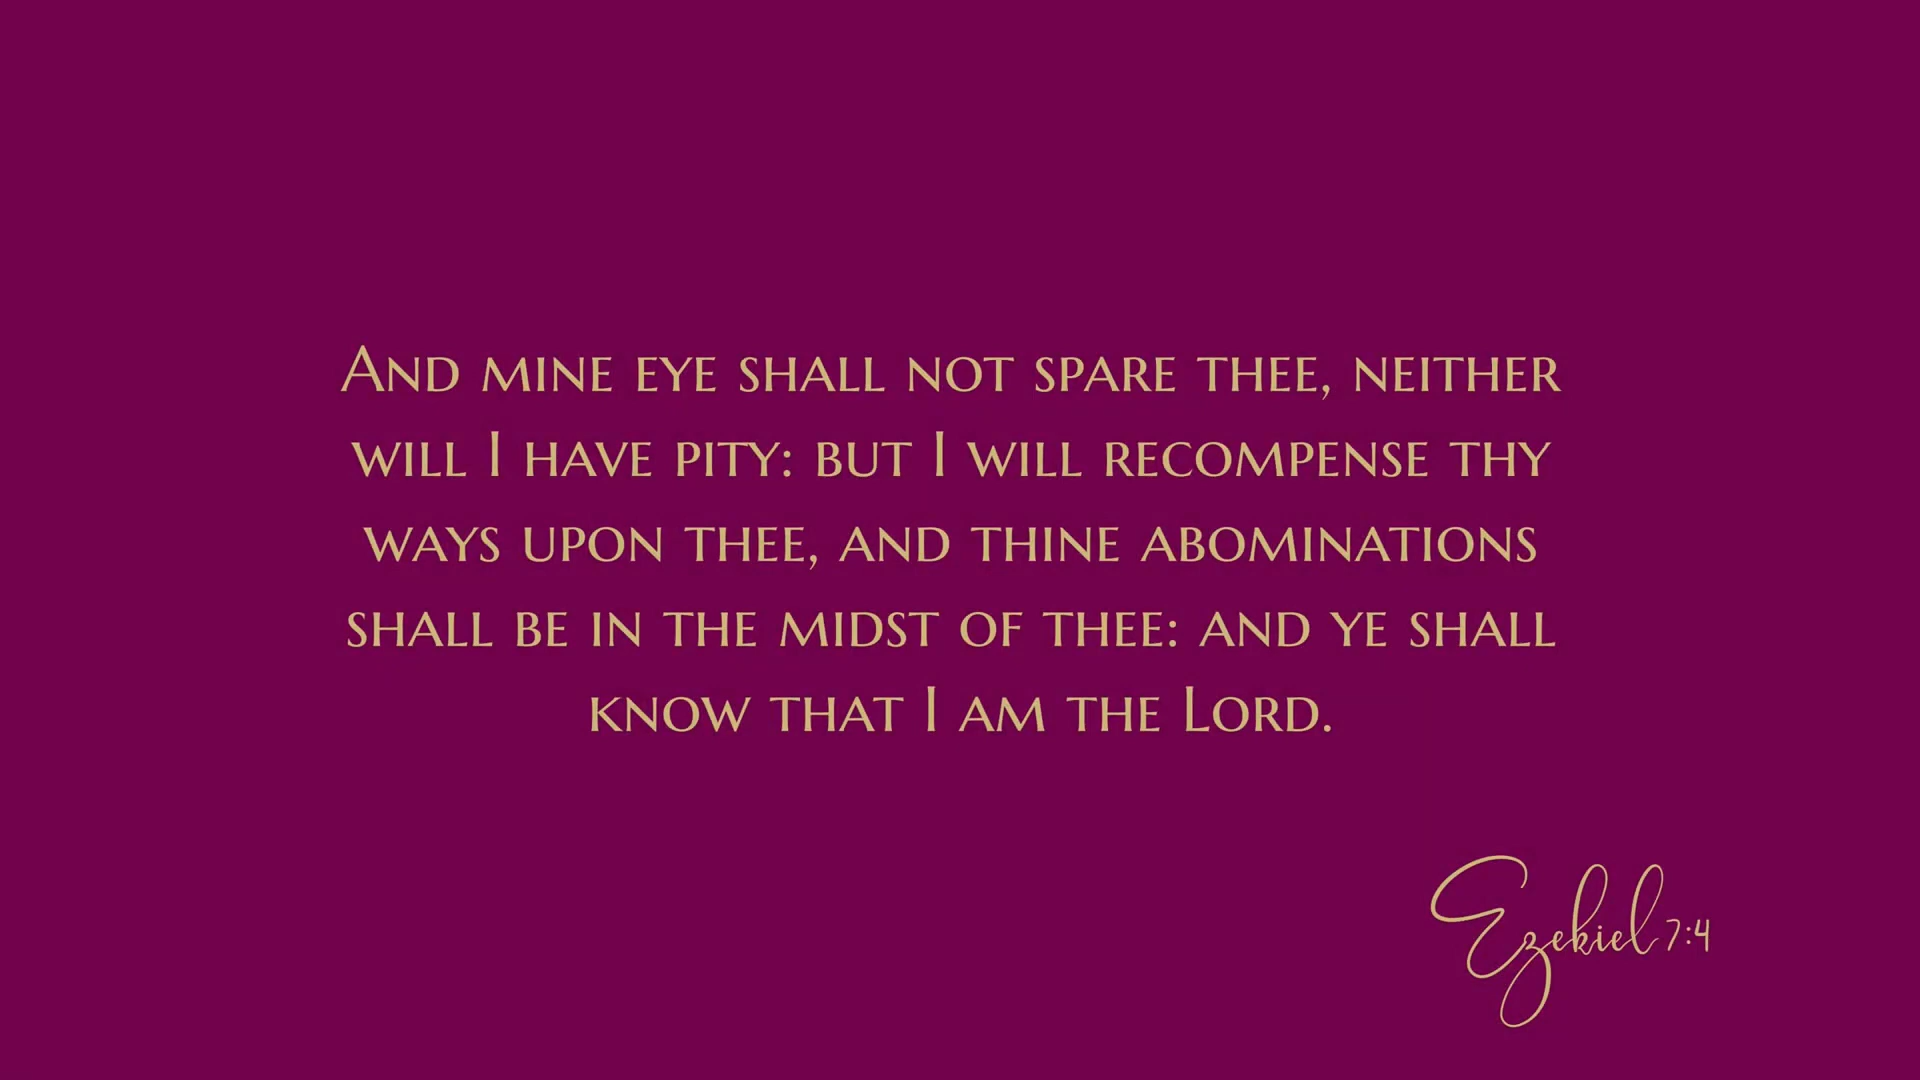 And mine eye shall not spare thee, neither
will I have pity: but I will recompense thy
ways upon thee, and thine abominations
shall be in the midst of thee: and ye shall
know that I am the Lord.
Ezekiel 7:4